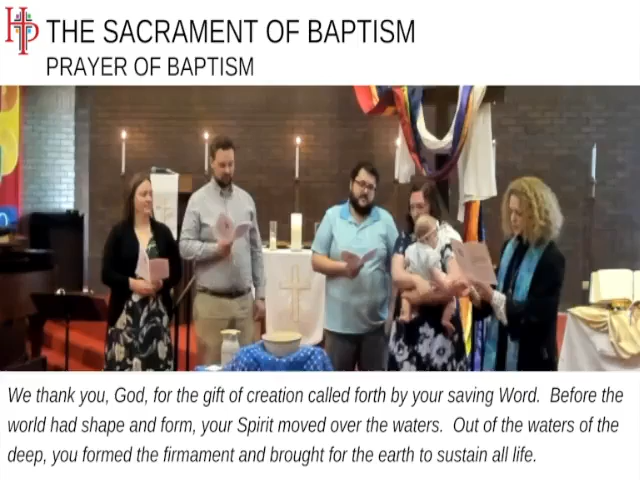 HP
THE SACRAMENT OF BAPTISM
PRAYER OF BAPTISM
We thank you, God, for the gift of creation called forth by your saving Word. Before the
world had shape and form, your Spirit moved over the waters. Out of the waters of the
deep, you formed the firmament and brought for the earth to sustain all life.